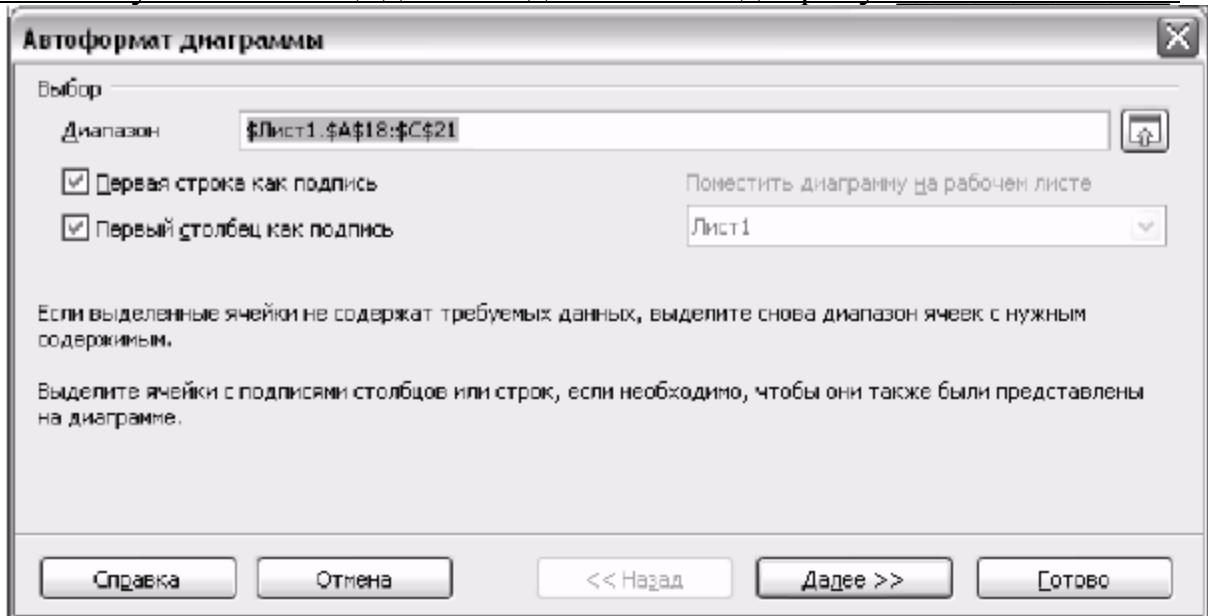 Автоформат диаграммы
Выбор
Диапазон $Лист1.$A$18:$C$21
Первая строка как подпись
Поместить диаграмму на рабочем листе
Первый столбец как подпись
Лист1
Если выделенные ячейки не содержат требуемых данных, выделите снова диапазон ячеек с нужным
содержимым.
Выделите ячейки с подписями столбцов или строк, если необходимо, чтобы они также были представлены
на диаграмме.
Справка Отмена << Назад Далее >> Готово